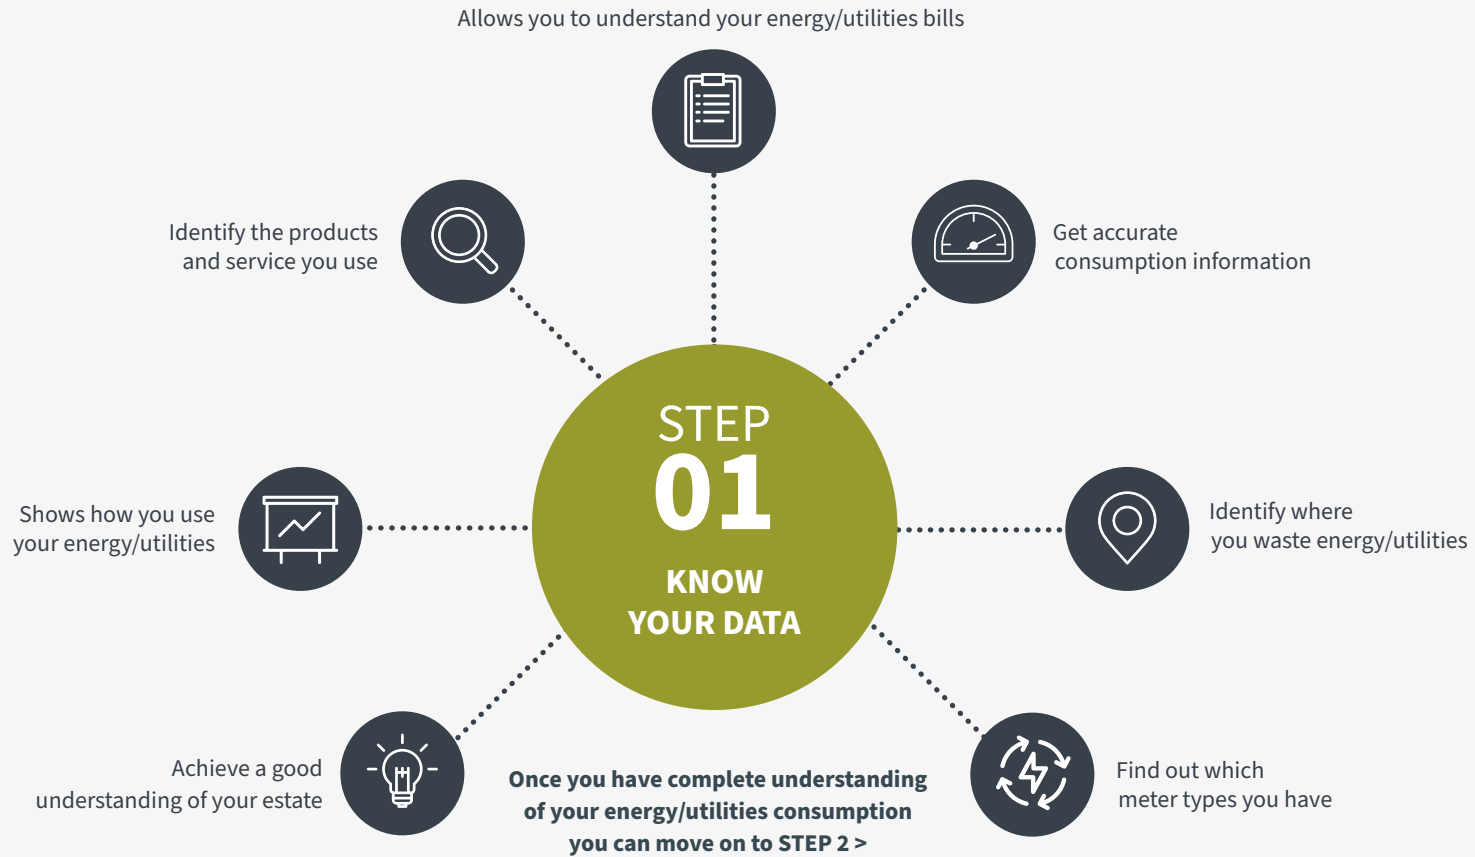 Allows you to understand your energy/utilities bills
Identify the products
and service you use
Get accurate
consumption information
STEP
01
KNOW
YOUR DATA
Shows how you use
your energy/utilities
Identify where
you waste energy/utilities
Achieve a good
understanding of your estate
Once you have complete understanding
of your energy/utilities consumption
you can move on to STEP 2 >
Find out which
meter types you have